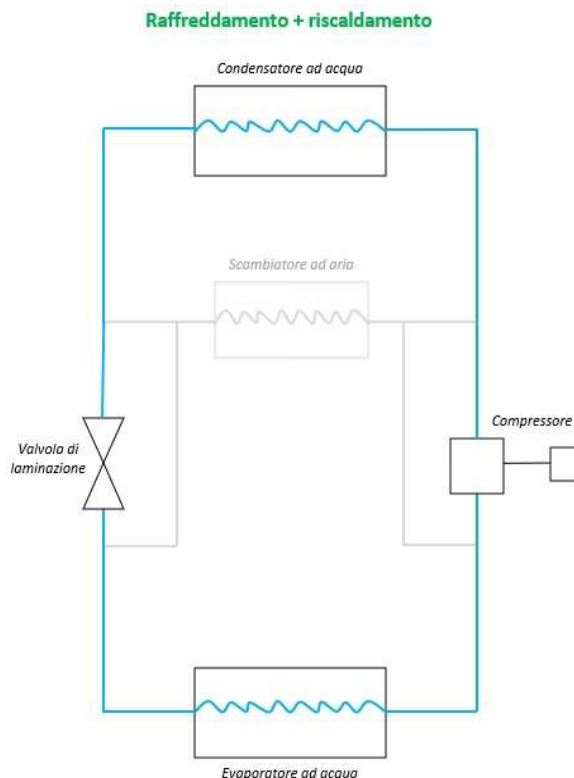 Raffreddamento + riscaldamento
Condensatore ad acqua
Scambiatore ad aria
Compressore
Valvola di
laminazione
Evaporatore ad acqua